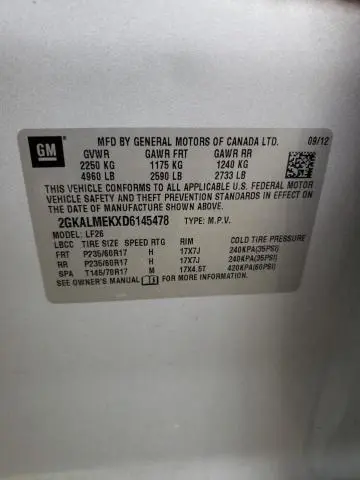 GM
MFD BY GENERAL MOTORS OF CANADA LTD. 09/12
GVWR GAWR FRT GAWR RR
2250 KG 1175 KG 1240 KG
4960 LB 2590 LB 2733 LB
THIS VEHICLE CONFORMS TO ALL APPLICABLE U.S. FEDERAL MOTOR
VEHICLE SAFETY AND THEFT PREVENTION STANDARDS IN EFFECT ON
THE DATE OF MANUFACTURE SHOWN ABOVE.
2GKALMEKXD6145478 TYPE: M.P.V.
MODEL: LF26
LBCC TIRE SIZE SPEED RTG RIM COLD TIRE PRESSURE
FRT P235/60R17 H 17X7J 240KPA(35PSI)
RR P235/60R17 H 17X7J 240KPA(35PSI)
SPA T145/70R17 M 17X4.5T 420KPA(60PSI)
SEE OWNER'S MANUAL FOR MORE INFORMATION.